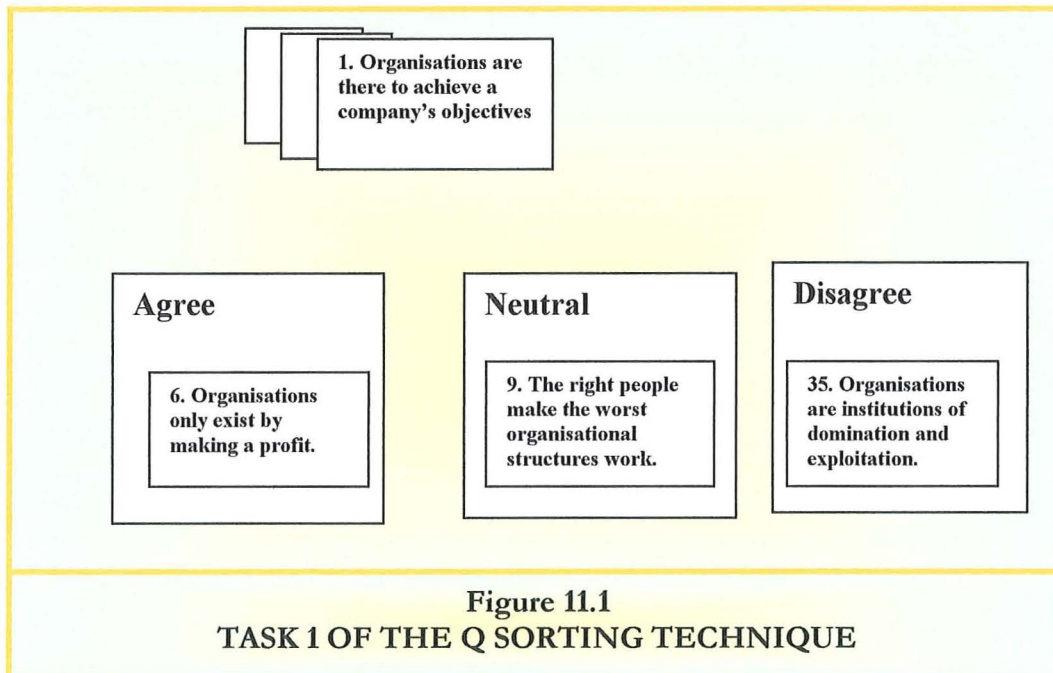 1. Organisations are
there to achieve a
company's objectives
Agree
6. Organisations
only exist by
making a profit.
Neutral
9. The right people
make the worst
organisational
structures work.
Disagree
35. Organisations
are institutions of
domination and
exploitation.
Figure 11.1
TASK 1 OF THE Q SORTING TECHNIQUE